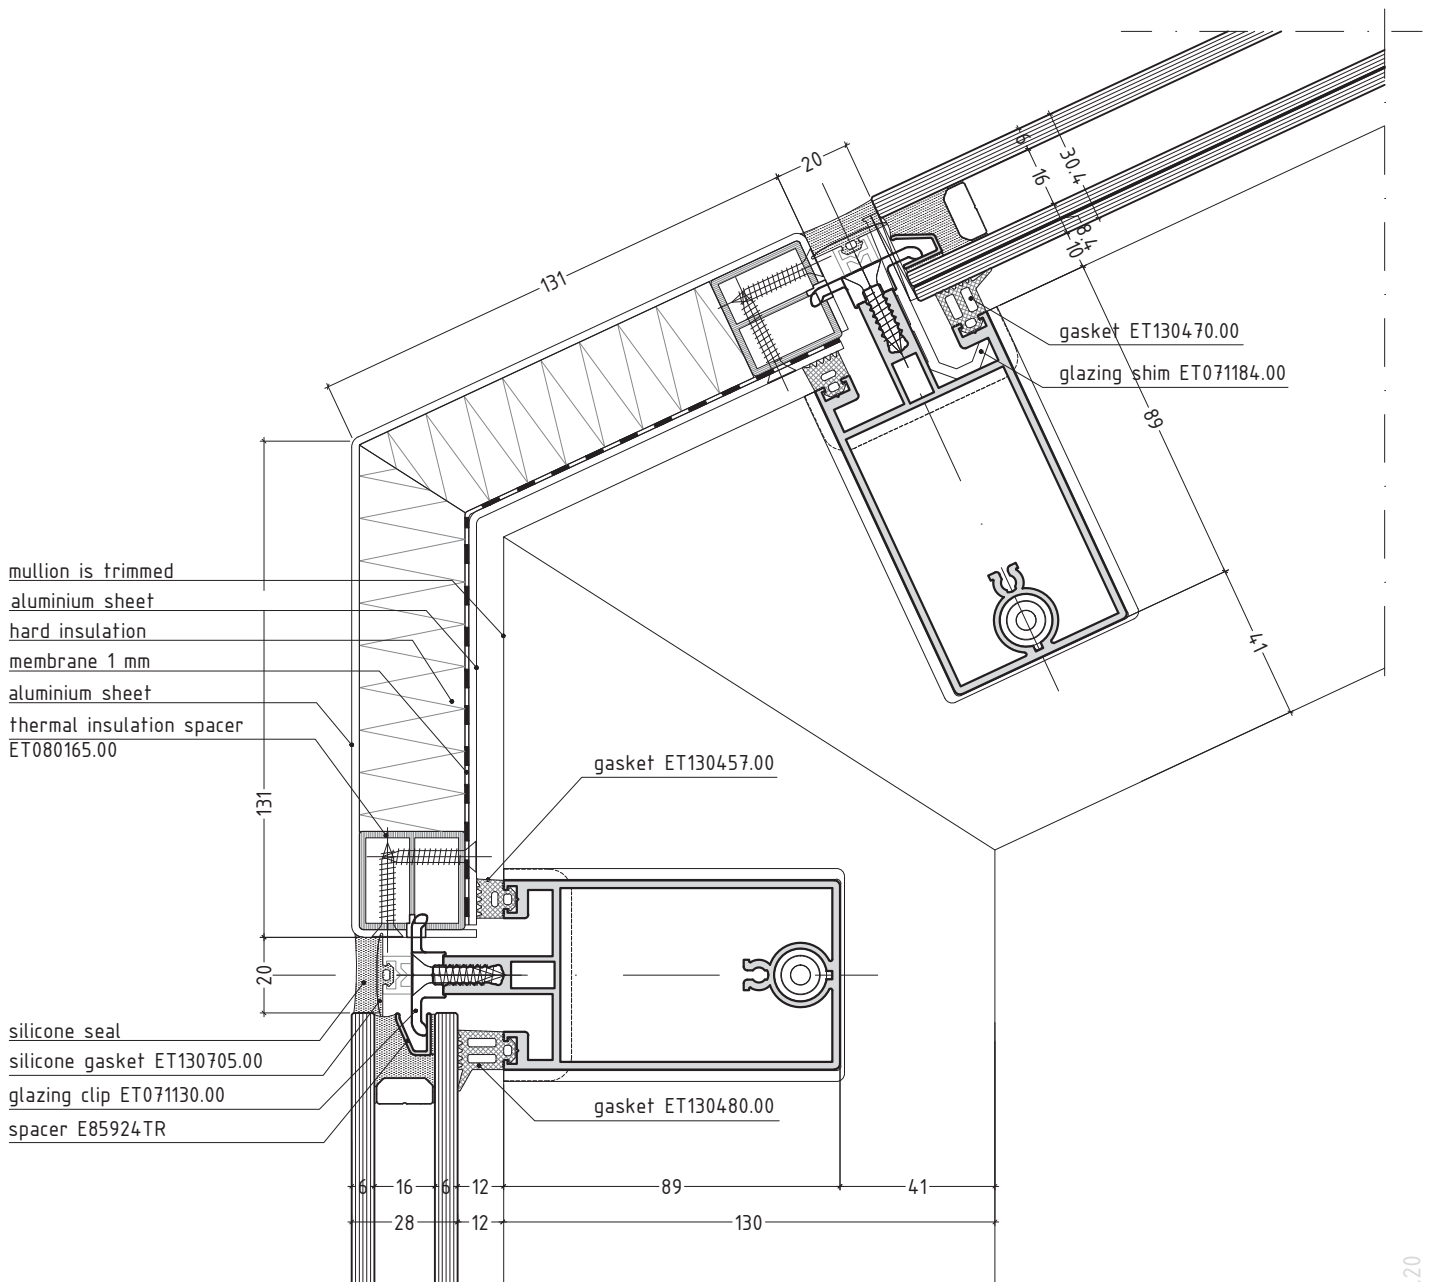 20
6
30.4
16
8.4
10
131
gasket ET130470.00
glazing shim ET071184.00
89
mullion is trimmed
aluminium sheet
hard insulation
membrane 1 mm
aluminium sheet
thermal insulation spacer
ET080165.00
41
gasket ET130457.00
131
20
silicone seal
silicone gasket ET130705.00
glazing clip ET071130.00
spacer E85924TR
gasket ET130480.00
6 16 6 12 89 41
28 12 130
.20